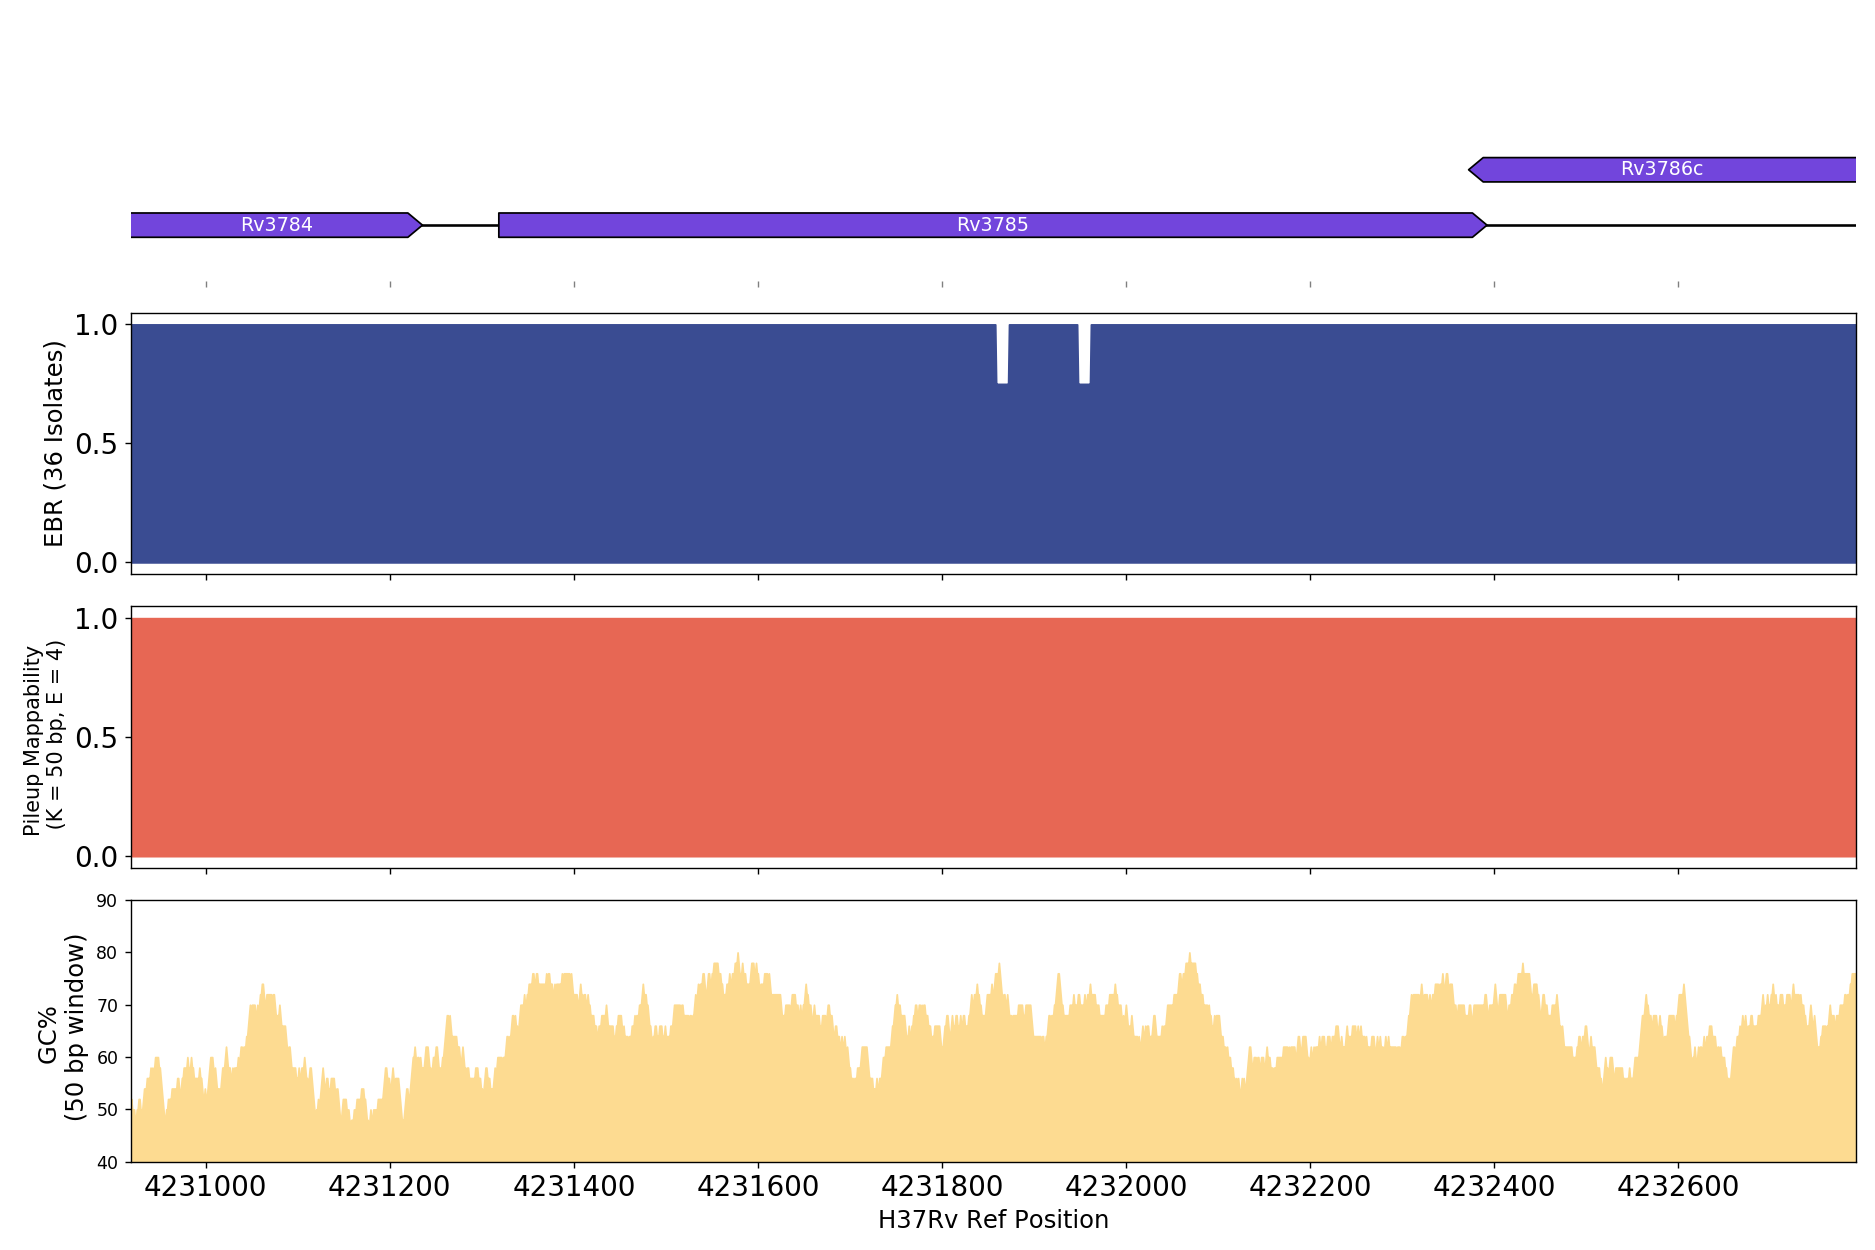 Rv3786c
Rv3784
Rv3785
1.0
0.5
0.0
EBR (36 Isolates)
1.0
0.5
0.0
Pileup Mappability
(K = 50 bp, E = 4)
90
80
70
60
50
40
GC%
(50 bp window)
4231000 4231200 4231400 4231600 4231800 4232000 4232200 4232400 4232600
H37Rv Ref Position